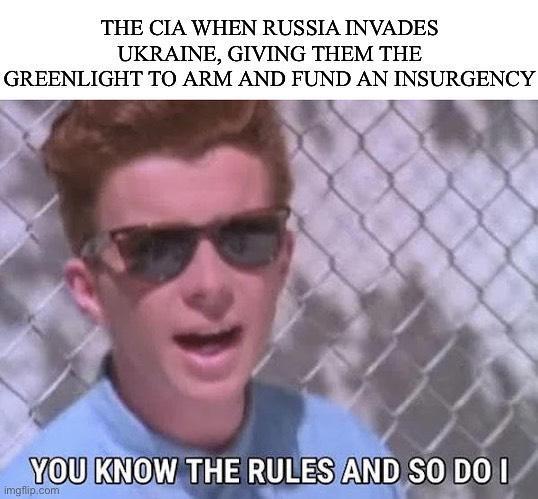 THE CIA WHEN RUSSIA INVADES
UKRAINE, GIVING THEM THE
GREENLIGHT TO ARM AND FUND AN INSURGENCY
YOU KNOW THE RULES AND SO DO I
imgflip.com